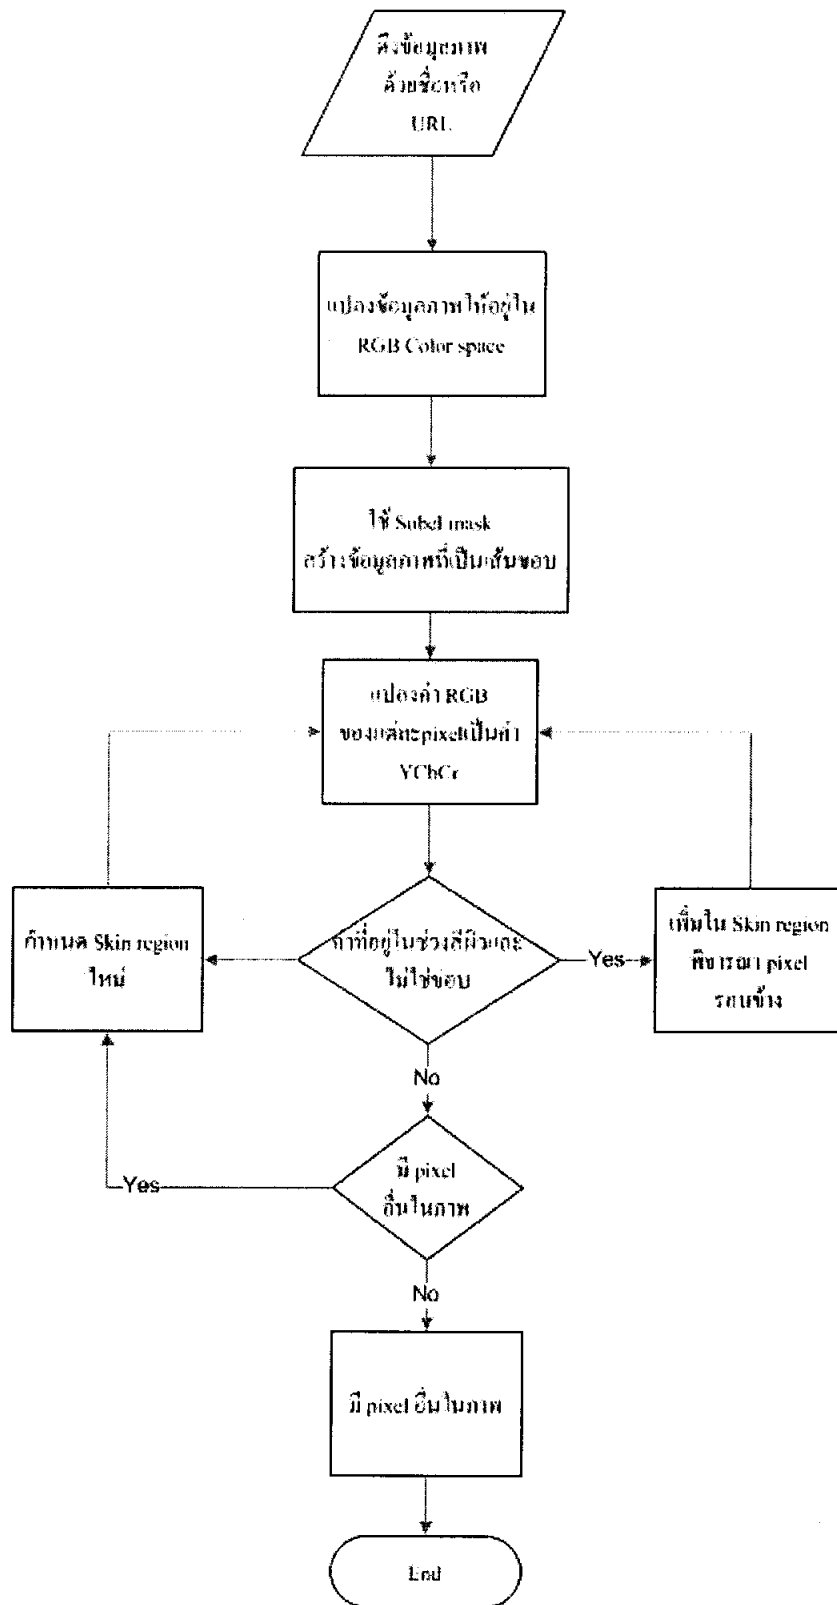 ดึงข้อมูลภาพ
ด้วยชื่อหรือ
URL
แปลงข้อมูลภาพให้อยู่ใน
RGB Color space
ใช้ Sobel mask
สร้างข้อมูลภาพที่เป็นเส้นขอบ
แปลงค่า RGB
ของแต่ละpixelเป็นค่า
YCbCr
กำหนด Skin region
ใหม่
ค่าที่อยู่ในช่วงสีผิวและ
ไม่ใช่ขอบ
Yes
เพิ่มใน Skin region
พิจารณา pixel
รอบข้าง
No
มี pixel
อื่นในภาพ
Yes
No
มี pixel อื่นในภาพ
End